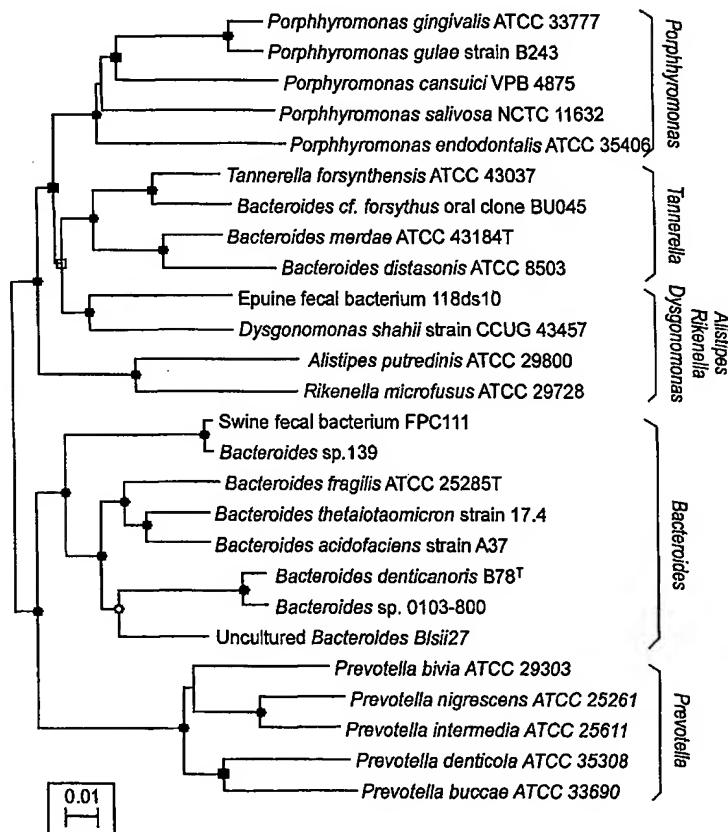 Porphhyromonas gingivalis ATCC 33777
Porphhyromonas gulae strain B243
Porphyromonas cansuici VPB 4875
Porphhyromonas salivosa NCTC 11632
Porphhyromonas endodontalis ATCC 35406
Porphhyromonas
Tannerella forsynthensis ATCC 43037
Bacteroides cf. forsythus oral clone BU045
Bacteroides merdae ATCC 43184T
Bacteroides distasonis ATCC 8503
Tannerella
Epuine fecal bacterium 118ds10
Dysgonomonas shahii strain CCUG 43457
Alistipes putredinis ATCC 29800
Rikenella microfusus ATCC 29728
Dysgonomonas
Rikenella
Alistipes
Swine fecal bacterium FPC111
Bacteroides sp.139
Bacteroides fragilis ATCC 25285T
Bacteroides thetaiotaomicron strain 17.4
Bacteroides acidofaciens strain A37
Bacteroides denticanoris B78ᵀ
Bacteroides sp. 0103-800
Uncultured Bacteroides Blsii27
Bacteroides
Prevotella bivia ATCC 29303
Prevotella nigrescens ATCC 25261
Prevotella intermedia ATCC 25611
Prevotella denticola ATCC 35308
Prevotella buccae ATCC 33690
Prevotella
0.01